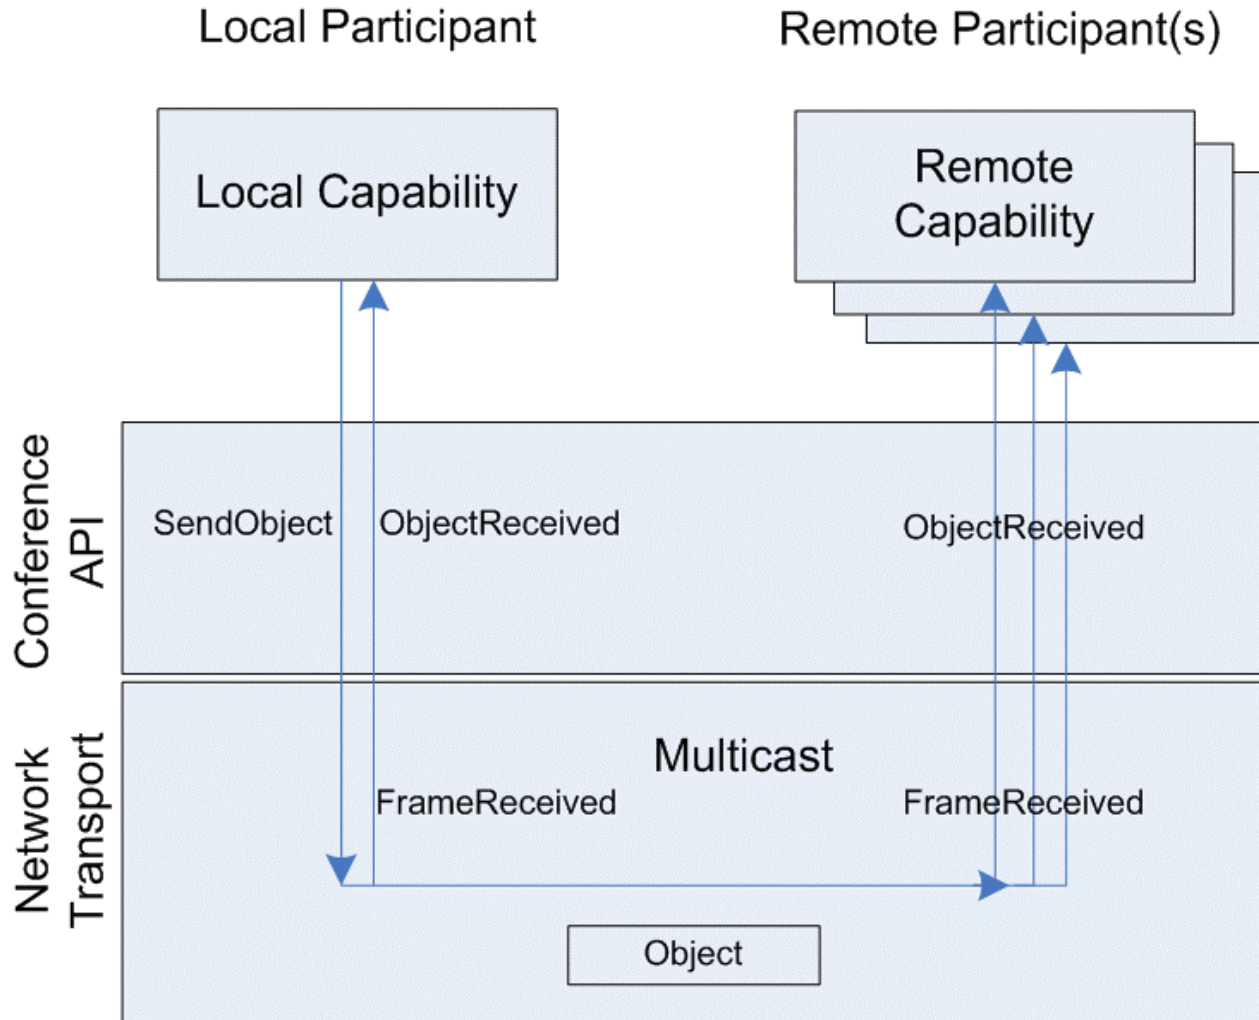 Local Participant
Remote Participant(s)
Local Capability
Remote
Capability
Conference
API
SendObject
ObjectReceived
ObjectReceived
Network
Transport
Multicast
FrameReceived
FrameReceived
Object